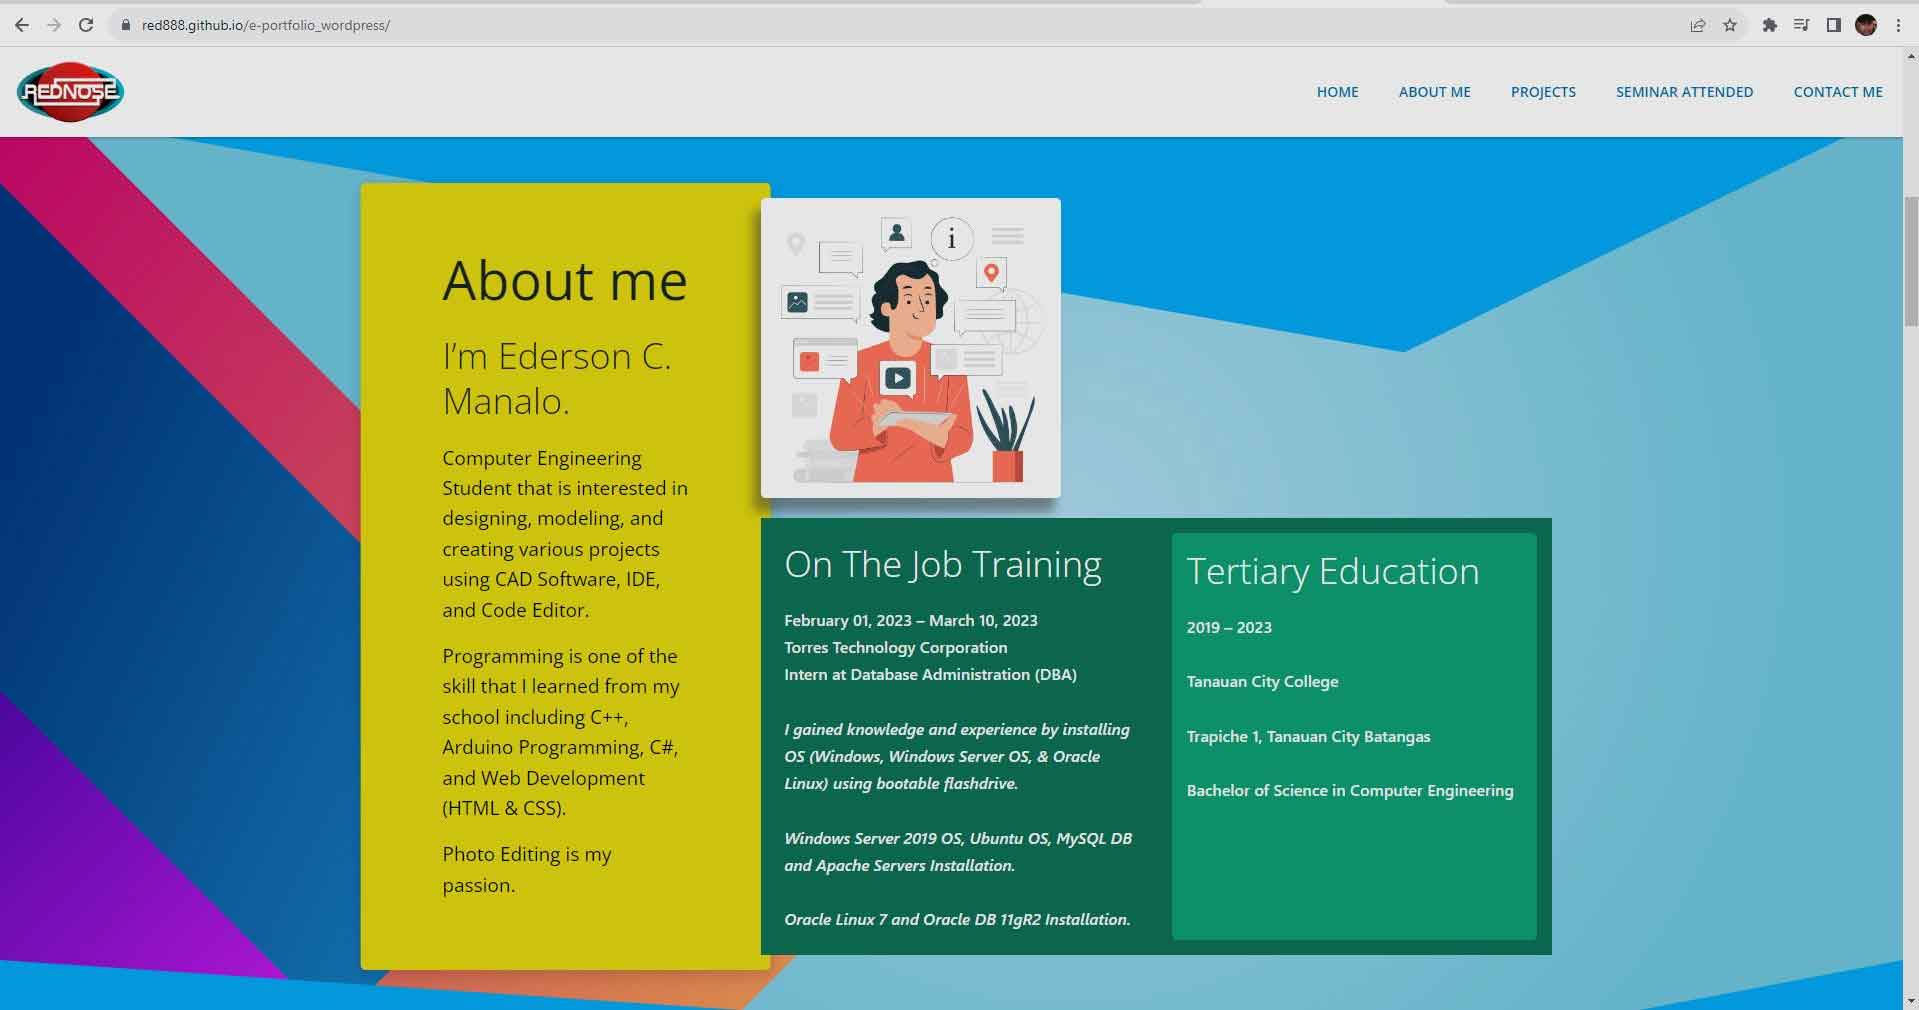 red888.github.io/e-portfolio_wordpress/
REDNOSE
HOME ABOUT ME PROJECTS SEMINAR ATTENDED CONTACT ME
About me
I'm Ederson C.
Manalo.
Computer Engineering
Student that is interested in
designing, modeling, and
creating various projects
using CAD Software, IDE,
and Code Editor.
Programming is one of the
skill that I learned from my
school including C++,
Arduino Programming, C#,
and Web Development
(HTML & CSS).
Photo Editing is my
passion.
i
On The Job Training
February 01, 2023 – March 10, 2023
Torres Technology Corporation
Intern at Database Administration (DBA)
I gained knowledge and experience by installing
OS (Windows, Windows Server OS, & Oracle
Linux) using bootable flashdrive.
Windows Server 2019 OS, Ubuntu OS, MySQL DB
and Apache Servers Installation.
Oracle Linux 7 and Oracle DB 11gR2 Installation.
Tertiary Education
2019 – 2023
Tanauan City College
Trapiche 1, Tanauan City Batangas
Bachelor of Science in Computer Engineering